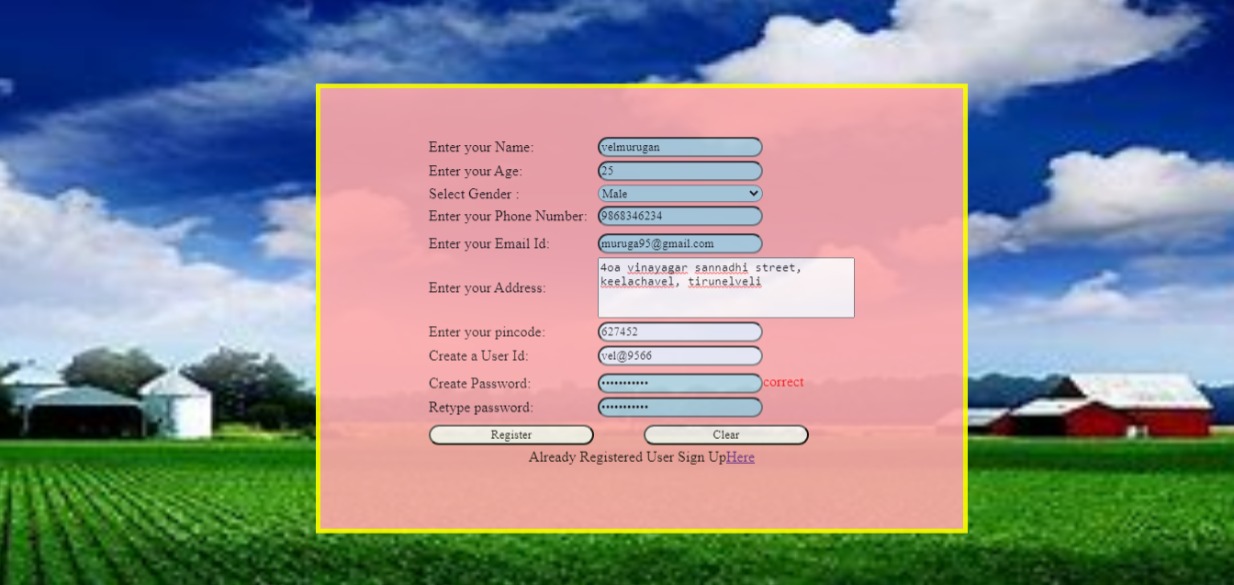 Enter your Name: velmurugan
Enter your Age: 25
Select Gender : Male
Enter your Phone Number: 9868346234
Enter your Email Id: muruga95@gmail.com
Enter your Address: 4oa vinayagar sannadhi street,
keelachavel, tirunelveli
Enter your pincode: 627452
Create a User Id: vel@9566
Create Password: ••••••••••• correct
Retype password: •••••••••••
Register Clear
Already Registered User Sign UpHere